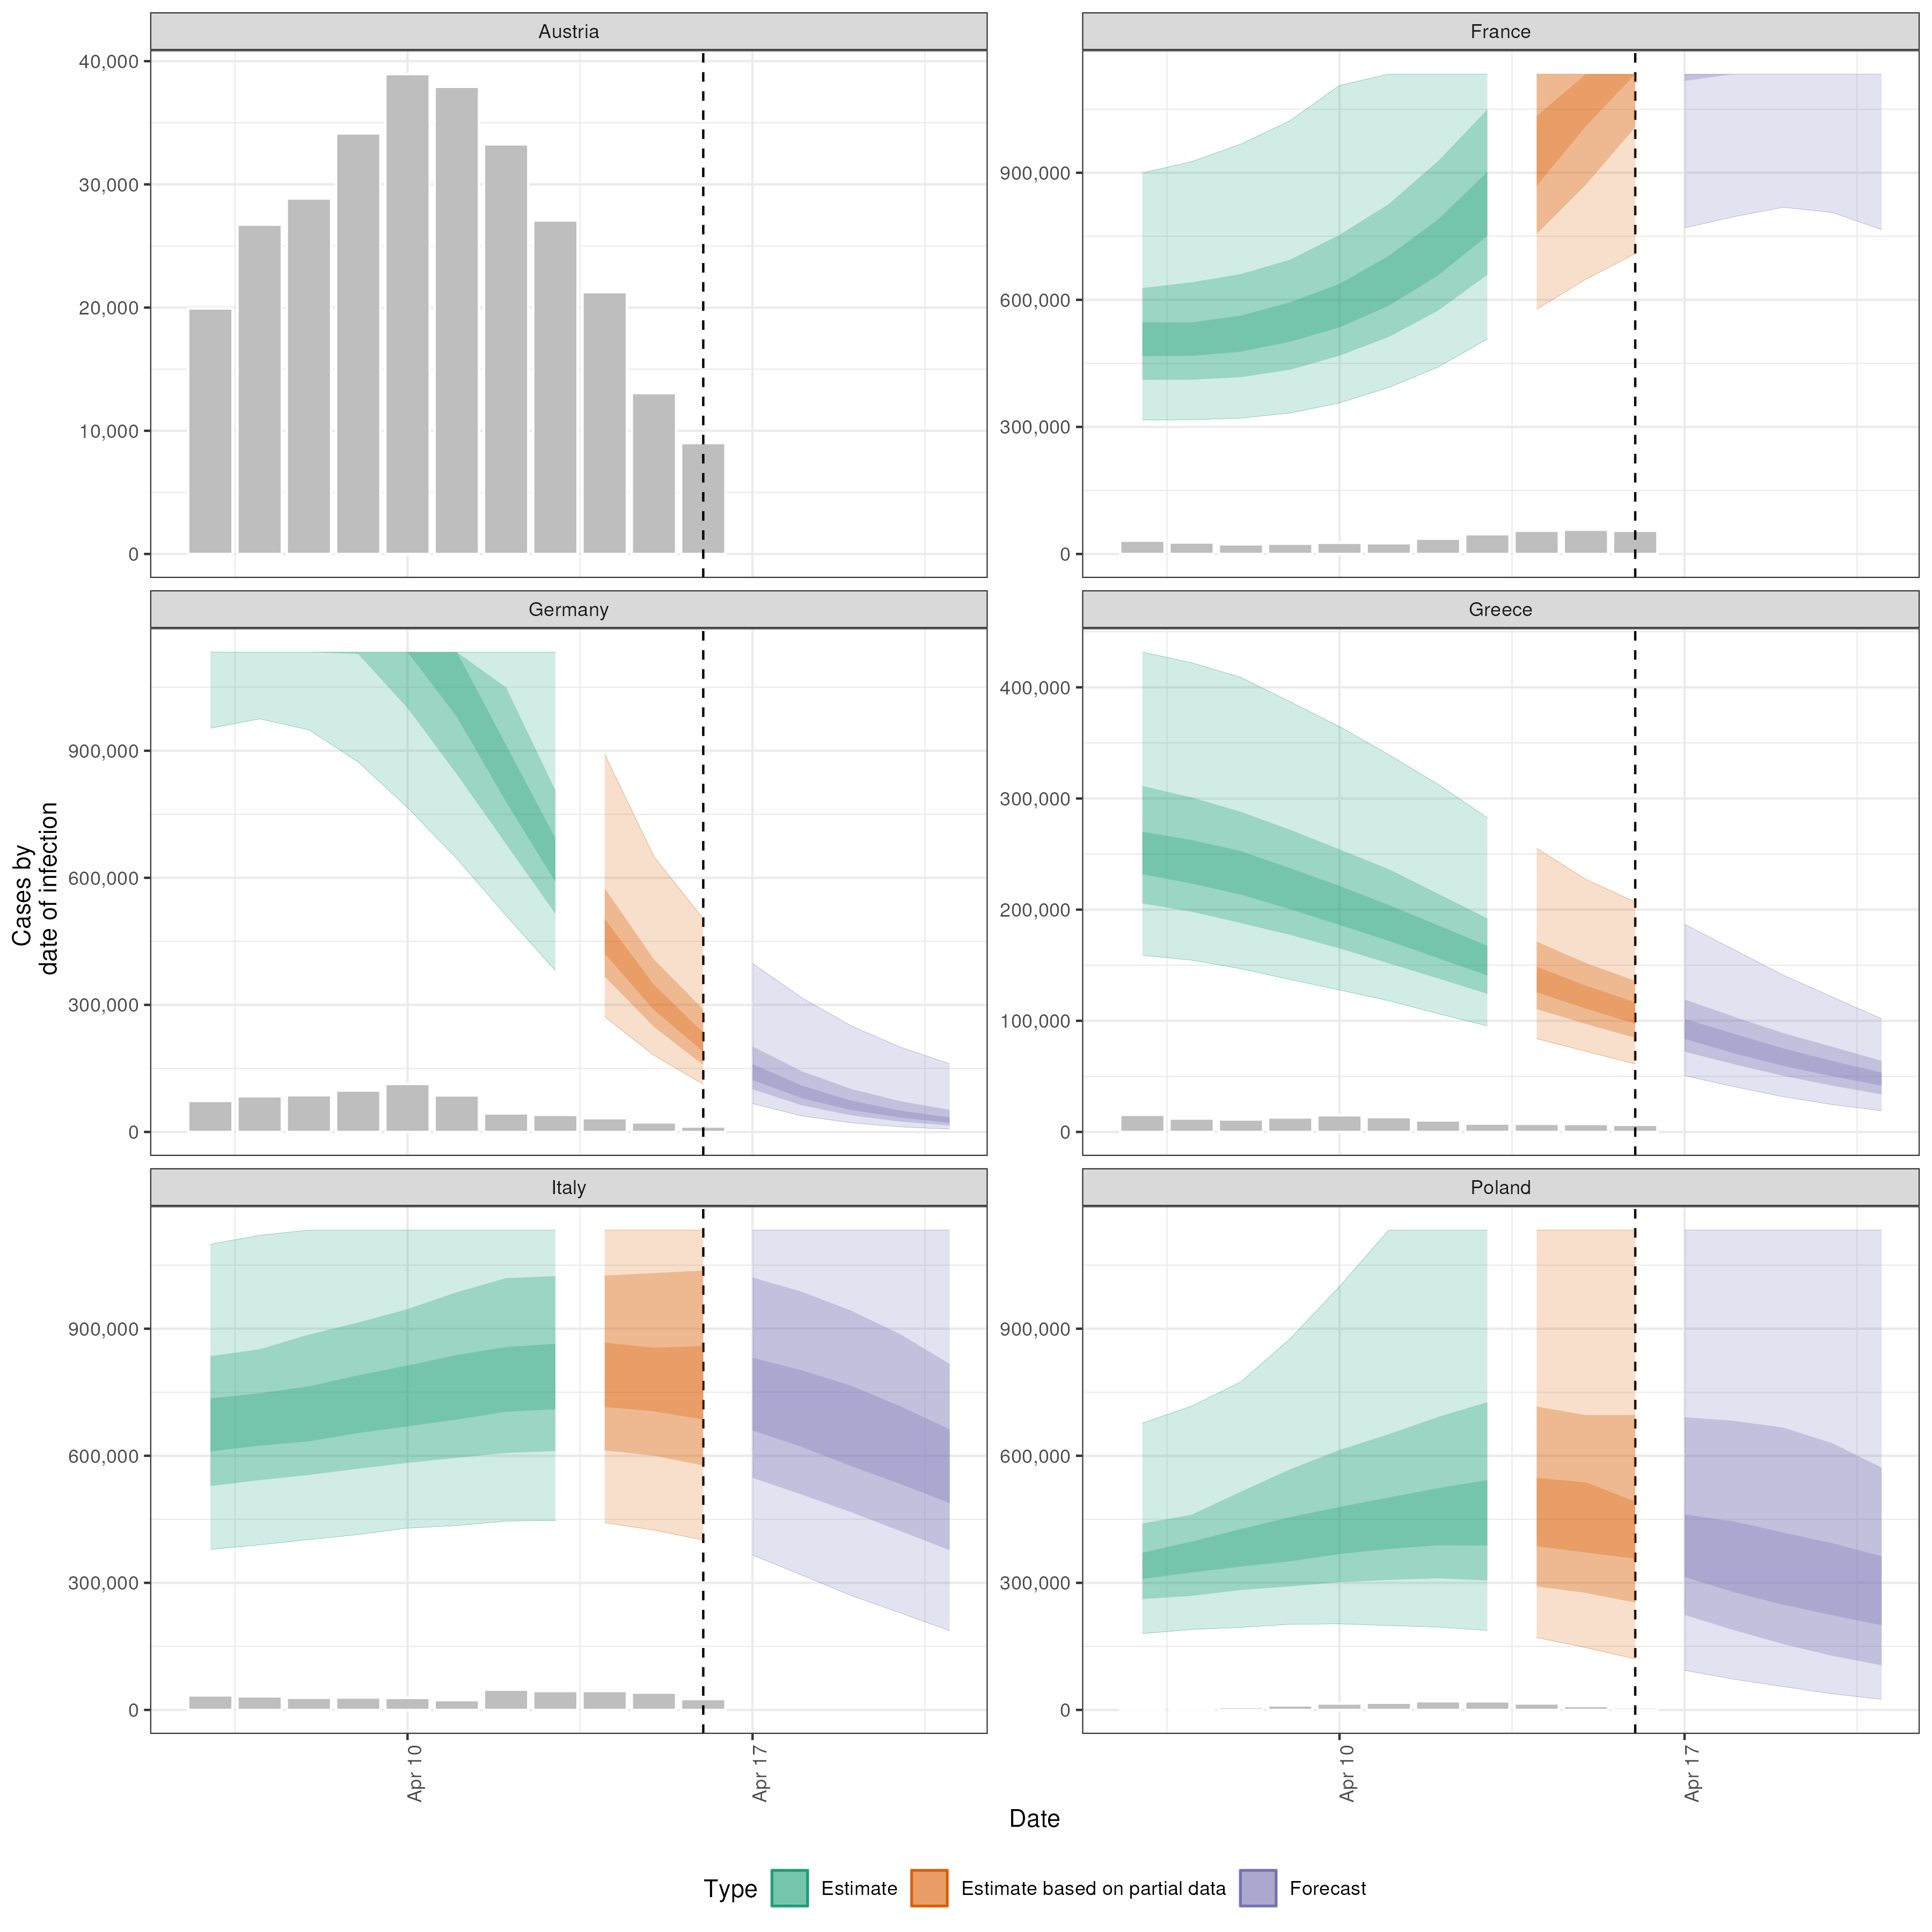 Austria
France
40,000
30,000
20,000
10,000
0
900,000
600,000
300,000
0
Germany
Greece
900,000
600,000
300,000
0
400,000
300,000
200,000
100,000
0
Italy
Poland
900,000
600,000
300,000
0
900,000
600,000
300,000
0
Cases by
date of infection
Apr 10
Apr 17
Apr 10
Apr 17
Date
Type
Estimate
Estimate based on partial data
Forecast